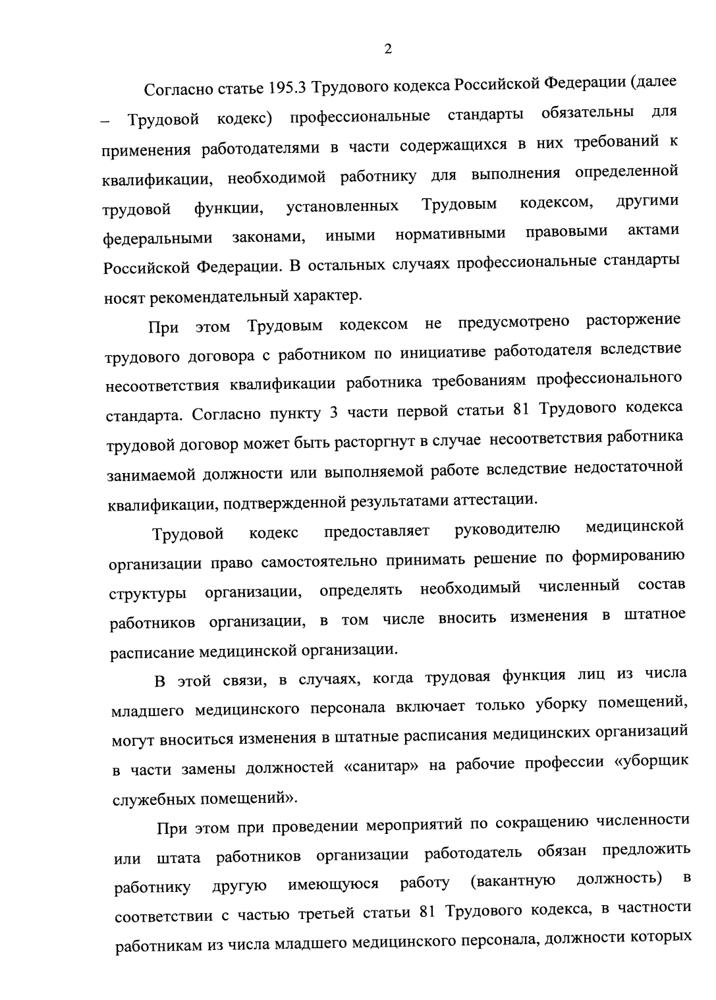 2
Согласно статье 195.3 Трудового кодекса Российской Федерации (далее
– Трудовой кодекс) профессиональные стандарты обязательны для
применения работодателями в части содержащихся в них требований к
квалификации, необходимой работнику для выполнения определенной
трудовой функции, установленных Трудовым кодексом, другими
федеральными законами, иными нормативными правовыми актами
Российской Федерации. В остальных случаях профессиональные стандарты
носят рекомендательный характер.
При этом Трудовым кодексом не предусмотрено расторжение
трудового договора с работником по инициативе работодателя вследствие
несоответствия квалификации работника требованиям профессионального
стандарта. Согласно пункту 3 части первой статьи 81 Трудового кодекса
трудовой договор может быть расторгнут в случае несоответствия работника
занимаемой должности или выполняемой работе вследствие недостаточной
квалификации, подтвержденной результатами аттестации.
Трудовой кодекс предоставляет руководителю медицинской
организации право самостоятельно принимать решение по формированию
структуры организации, определять необходимый численный состав
работников организации, в том числе вносить изменения в штатное
расписание медицинской организации.
В этой связи, в случаях, когда трудовая функция лиц из числа
младшего медицинского персонала включает только уборку помещений,
могут вноситься изменения в штатные расписания медицинских организаций
в части замены должностей «санитар» на рабочие профессии «уборщик
служебных помещений».
При этом при проведении мероприятий по сокращению численности
или штата работников организации работодатель обязан предложить
работнику другую имеющуюся работу (вакантную должность) в
соответствии с частью третьей статьи 81 Трудового кодекса, в частности
работникам из числа младшего медицинского персонала, должности которых